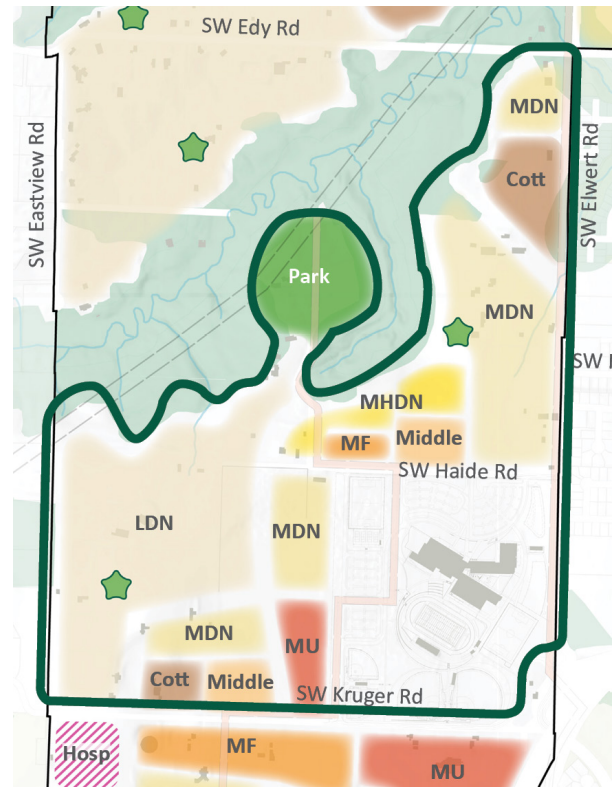 SW Edy Rd
SW Eastview Rd
MDN
Cott
SW Elwert Rd
Park
MDN
MHDN
MF
Middle
SW Haide Rd
LDN
MDN
MDN
MU
Cott
Middle
SW Kruger Rd
Hosp
MF
MU